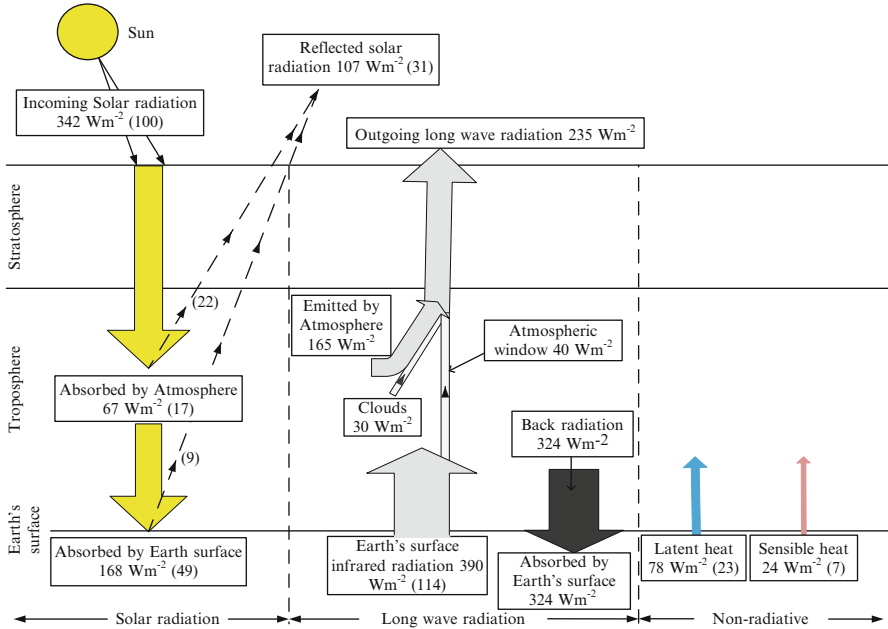 Sun
Incoming Solar radiation
342 Wm-2 (100)
Reflected solar
radiation 107 Wm-2 (31)
Outgoing long wave radiation 235 Wm-2
Stratosphere
(22)
Emitted by
Atmosphere
165 Wm-2
Atmospheric
window 40 Wm-2
Troposphere
Absorbed by Atmosphere
67 Wm-2 (17)
Clouds
30 Wm-2
Back radiation
324 Wm-2
(9)
Earth's
surface
Absorbed by Earth surface
168 Wm-2 (49)
Earth's surface
infrared radiation 390
Wm-2 (114)
Absorbed by
Earth's surface
324 Wm-2
Latent heat
78 Wm-2 (23)
Sensible heat
24 Wm-2 (7)
Solar radiation
Long wave radiation
Non-radiative